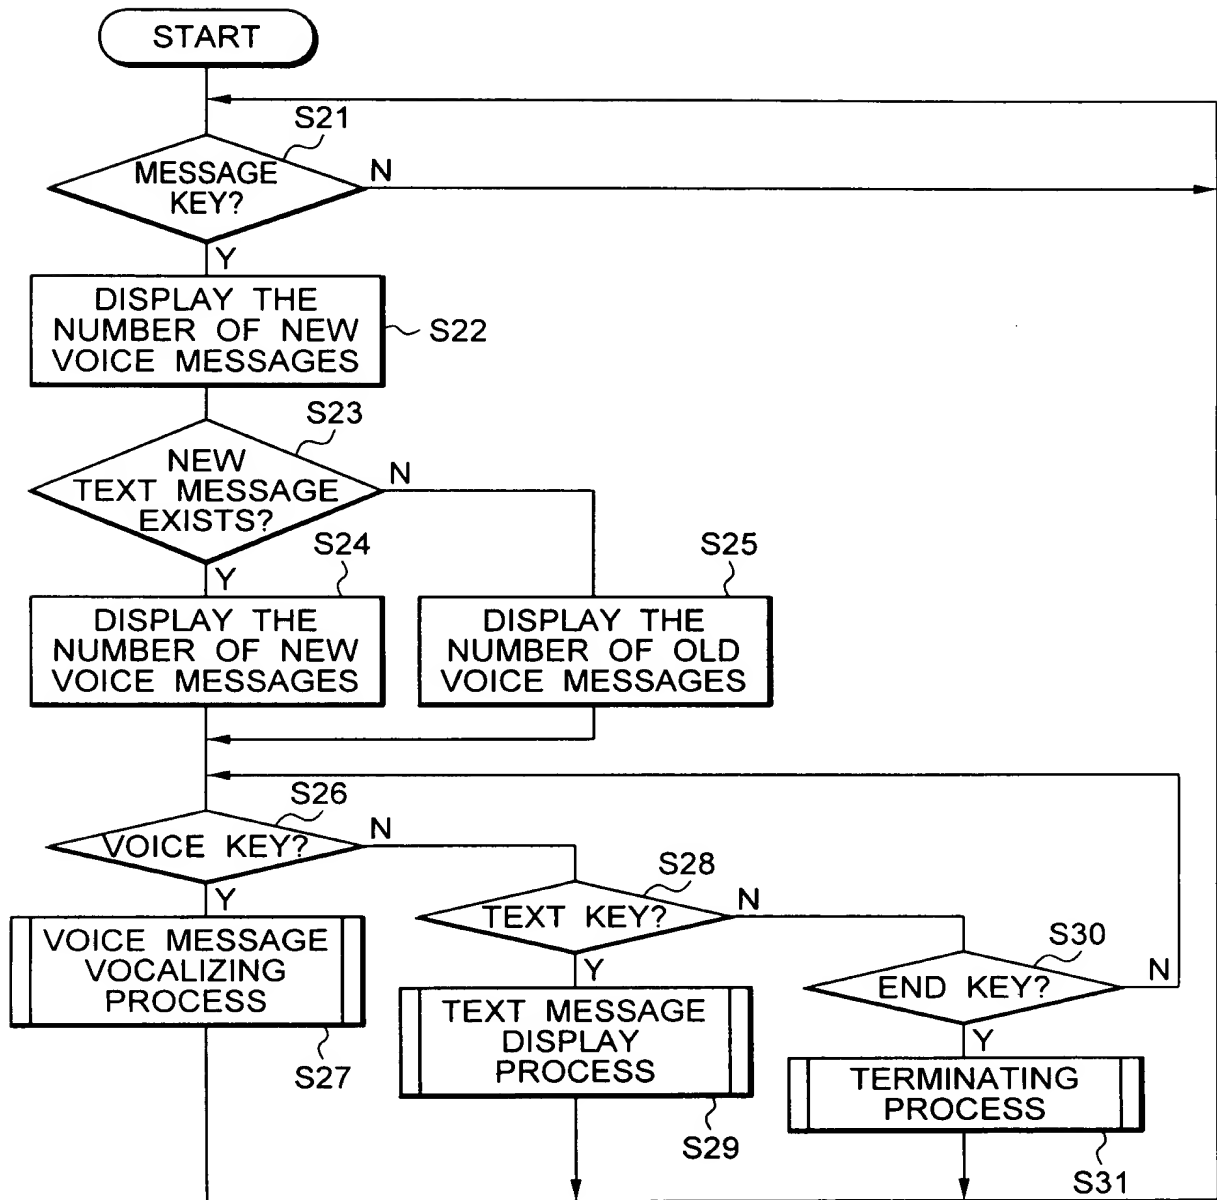 START
S21
MESSAGE
KEY?
N
Y
DISPLAY THE
NUMBER OF NEW
VOICE MESSAGES
S22
S23
NEW
TEXT MESSAGE
EXISTS?
N
Y
S24
S25
DISPLAY THE
NUMBER OF NEW
VOICE MESSAGES
DISPLAY THE
NUMBER OF OLD
VOICE MESSAGES
S26
VOICE KEY?
N
Y
S28
TEXT KEY?
N
Y
S30
END KEY?
N
Y
VOICE MESSAGE
VOCALIZING
PROCESS
S27
TEXT MESSAGE
DISPLAY
PROCESS
S29
TERMINATING
PROCESS
S31